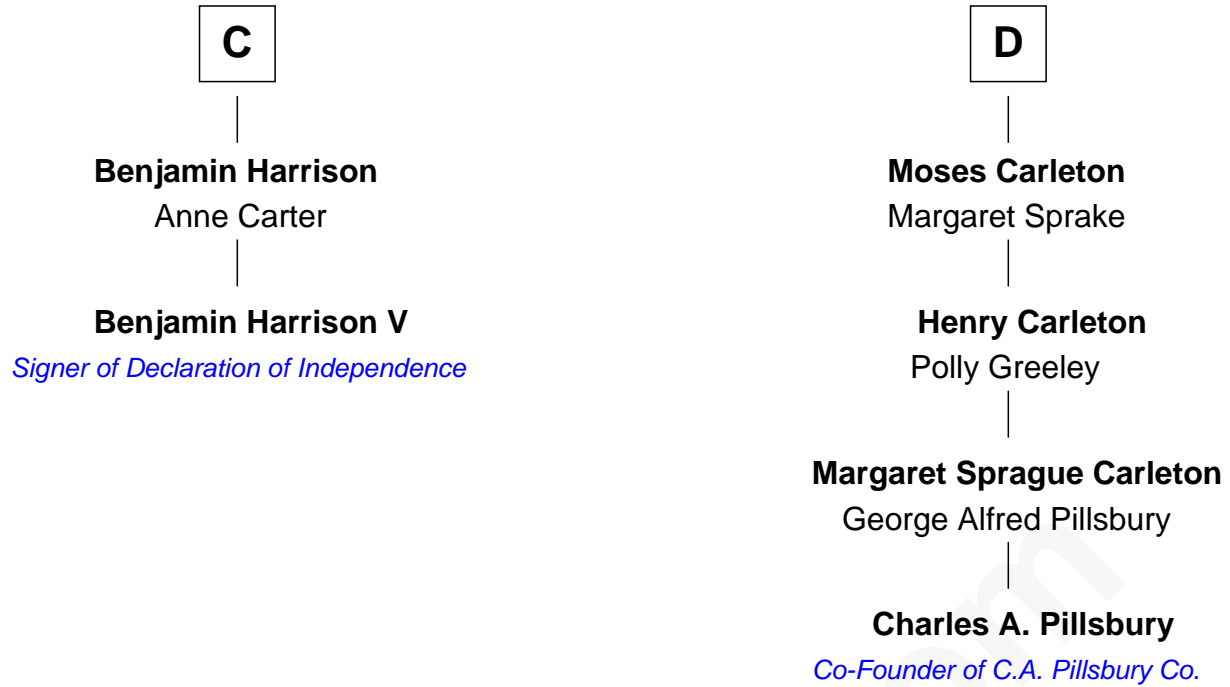 C
Benjamin Harrison
Anne Carter
Benjamin Harrison V
Signer of Declaration of Independence
D
Moses Carleton
Margaret Sprake
Henry Carleton
Polly Greeley
Margaret Sprague Carleton
George Alfred Pillsbury
Charles A. Pillsbury
Co-Founder of C.A. Pillsbury Co.